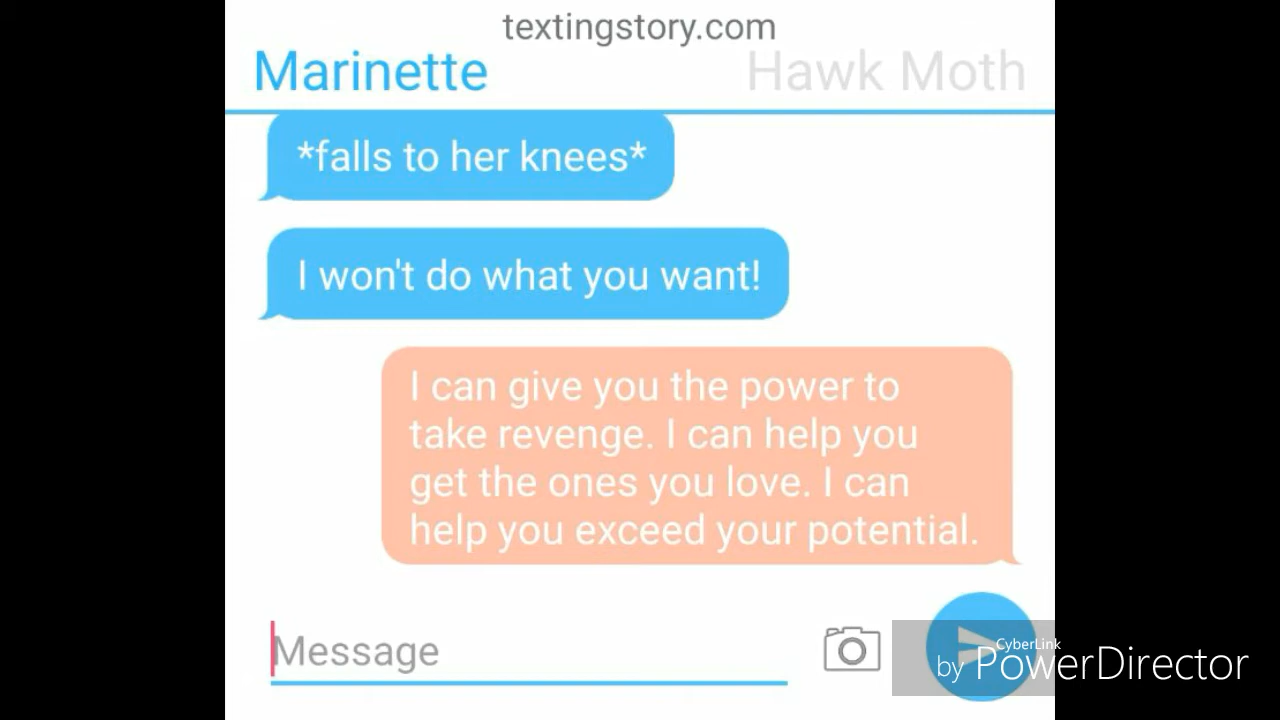 textingstory.com
Marinette Hawk Moth
*falls to her knees*
I won't do what you want!
I can give you the power to
take revenge. I can help you
get the ones you love. I can
help you exceed your potential.
Message
CyberLink
by PowerDirector